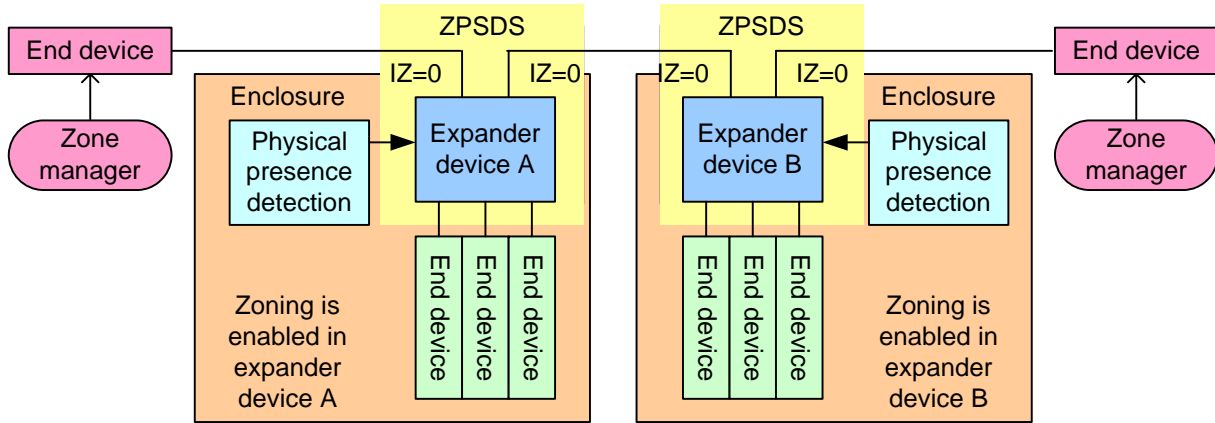 ZPSDS
ZPSDS
End device
End device
IZ=0
IZ=0
IZ=0
IZ=0
Enclosure
Enclosure
Zone
manager
Physical
presence
detection
Expander
device A
Expander
device B
Physical
presence
detection
Zone
manager
End device
End device
End device
End device
End device
End device
Zoning is
enabled in
expander
device A
Zoning is
enabled in
expander
device B